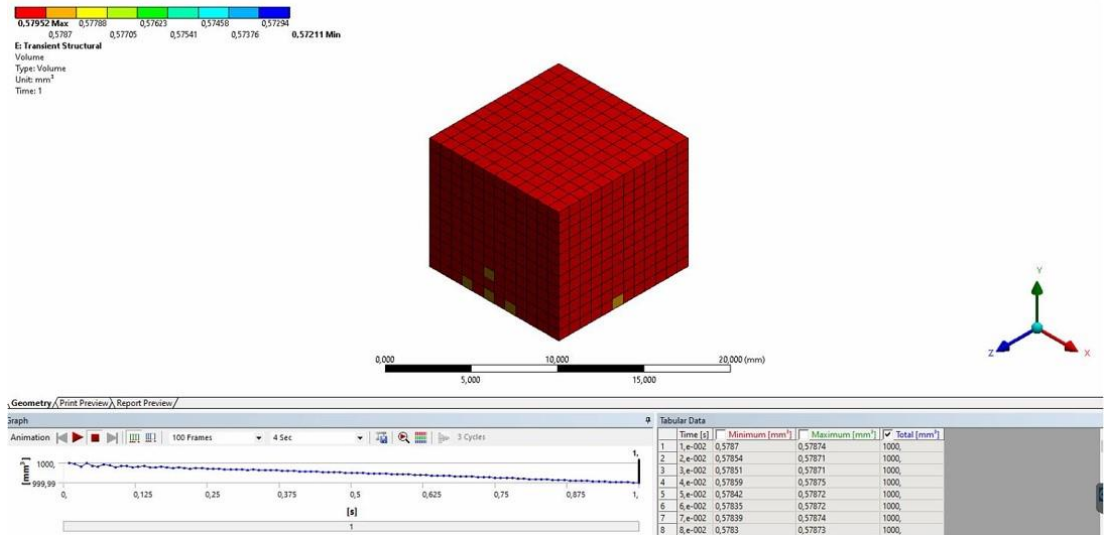 0,57952 Max 0,57788 0,57623 0,57458 0,57294
0,5787 0,57705 0,57541 0,57376 0,57211 Min
E: Transient Structural
Volume
Type: Volume
Unit: mm³
Time: 1
Y
Z
X
0,000 10,000 20,000 (mm)
5,000 15,000
Geometry Print Preview Report Preview
Graph
Animation 100 Frames 4 Sec 3 Cycles
1,
1000,
999,99
[mm³]
0, 0,125 0,25 0,375 0,5 0,625 0,75 0,875 1,
[s]
1
Tabular Data
Time [s] Minimum [mm³] Maximum [mm³] Total [mm³]
1 1,e-002 0,5787 0,57874 1000,
2 2,e-002 0,57854 0,57871 1000,
3 3,e-002 0,57851 0,57871 1000,
4 4,e-002 0,57859 0,57875 1000,
5 5,e-002 0,57842 0,57872 1000,
6 6,e-002 0,57835 0,57872 1000,
7 7,e-002 0,57839 0,57874 1000,
8 8,e-002 0,5783 0,57873 1000,